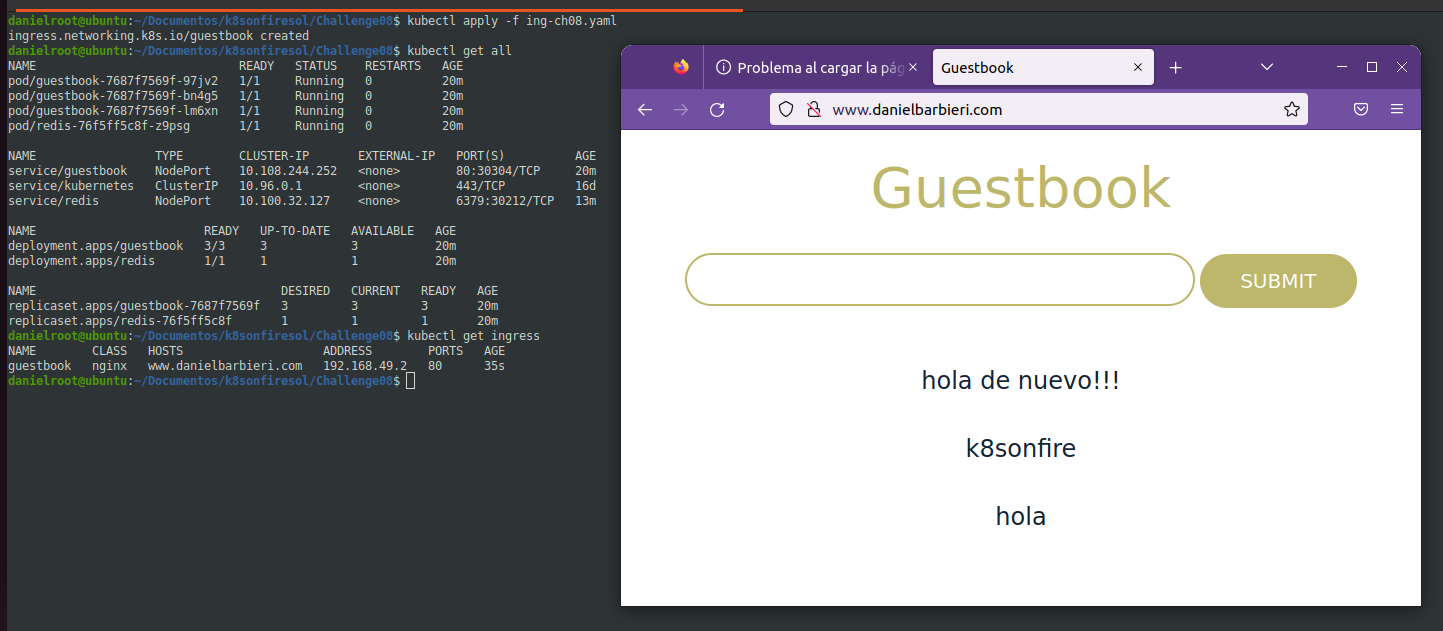 danielroot@ubuntu:~/Documentos/k8sonfiresol/Challenge08$ kubectl apply -f ing-ch08.yaml
ingress.networking.k8s.io/guestbook created
danielroot@ubuntu:~/Documentos/k8sonfiresol/Challenge08$ kubectl get all
NAME                             READY   STATUS    RESTARTS   AGE
pod/guestbook-7687f7569f-97jv2   1/1     Running   0          20m
pod/guestbook-7687f7569f-bn4g5   1/1     Running   0          20m
pod/guestbook-7687f7569f-lm6xn   1/1     Running   0          20m
pod/redis-76f5ff5c8f-z9psg       1/1     Running   0          20m
NAME                 TYPE        CLUSTER-IP       EXTERNAL-IP   PORT(S)          AGE
service/guestbook    NodePort    10.108.244.252   <none>        80:30304/TCP     20m
service/kubernetes   ClusterIP   10.96.0.1        <none>        443/TCP          16d
service/redis        NodePort    10.100.32.127    <none>        6379:30212/TCP   13m
NAME                        READY   UP-TO-DATE   AVAILABLE   AGE
deployment.apps/guestbook   3/3     3            3           20m
deployment.apps/redis       1/1     1            1           20m
NAME                                   DESIRED   CURRENT   READY   AGE
replicaset.apps/guestbook-7687f7569f   3         3         3       20m
replicaset.apps/redis-76f5ff5c8f       1         1         1       20m
danielroot@ubuntu:~/Documentos/k8sonfiresol/Challenge08$ kubectl get ingress
NAME        CLASS   HOSTS                    ADDRESS        PORTS   AGE
guestbook   nginx   www.danielbarbieri.com   192.168.49.2   80      35s
danielroot@ubuntu:~/Documentos/k8sonfiresol/Challenge08$
Problema al cargar la pág
Guestbook
www.danielbarbieri.com
Guestbook
SUBMIT
hola de nuevo!!!
k8sonfire
hola